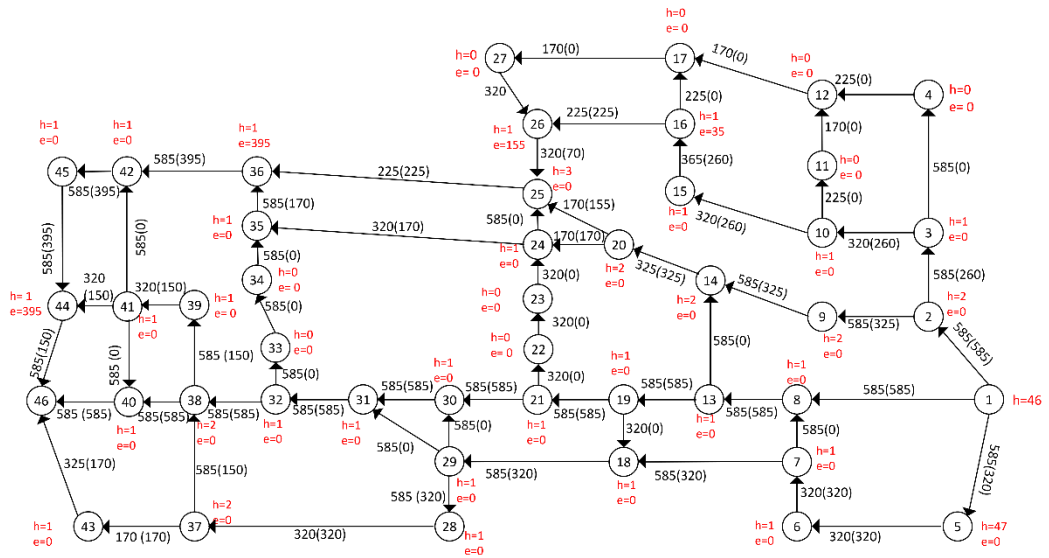 h=0
e= 0
17
h=0
e= 0
27
170(0)
170(0)
h=0
e= 0
12
225(0)
4
h=0
e= 0
320
225(0)
h=1
e=155
26
225(225)
16
h=1
e=35
170(0)
h=1
e=0
h=1
e=0
h=1
e=395
320(70)
365(260)
11
h=0
e= 0
585(0)
45
585(395)
42
585(395)
36
225(225)
h=3
e=0
25
15
h=1
e=0
225(0)
585(170)
170(155)
320(260)
585(395)
585(0)
h=1
e=0
35
320(170)
585(0)
h=1
e=0
24
170(170)
20
h=2
e=0
10
h=1
e=0
320(260)
3
h=1
e=0
585(0)
34
h=0
e=0
325(325)
14
h=2
e=0
585(325)
585(260)
320
(150)
320(150)
320(0)
h=1
e=395
44
41
h=1
e=0
39
h=1
e= 0
585(0)
h=0
e=0
23
9
h=2
e=0
585(325)
2
h=2
e=0
585(150)
585 (0)
585 (150)
33
h=0
e=0
320(0)
h=0
e= 0
22
585(0)
585(585)
585(0)
h=1
e=0
320(0)
h=1
e=0
h=1
e=0
46
585 (585)
40
h=1
e=0
585(585)
38
h=2
e=0
585(585)
32
h=1
e=0
585(585)
31
h=1
e=0
585(585)
30
585(585)
21
h=1
e=0
585(585)
19
585(585)
13
h=1
e=0
585(585)
8
585(585)
1
h=46
585(0)
585(0)
320(0)
585(0)
325(170)
585(150)
29
h=1
e=0
585(320)
18
h=1
e=0
585(320)
7
h=1
e=0
585(320)
585 (320)
320(320)
h=1
e=0
43
170 (170)
37
h=2
e=0
320(320)
28
h=1
e=0
h=1
e=0
6
320(320)
5
h=47
e=0